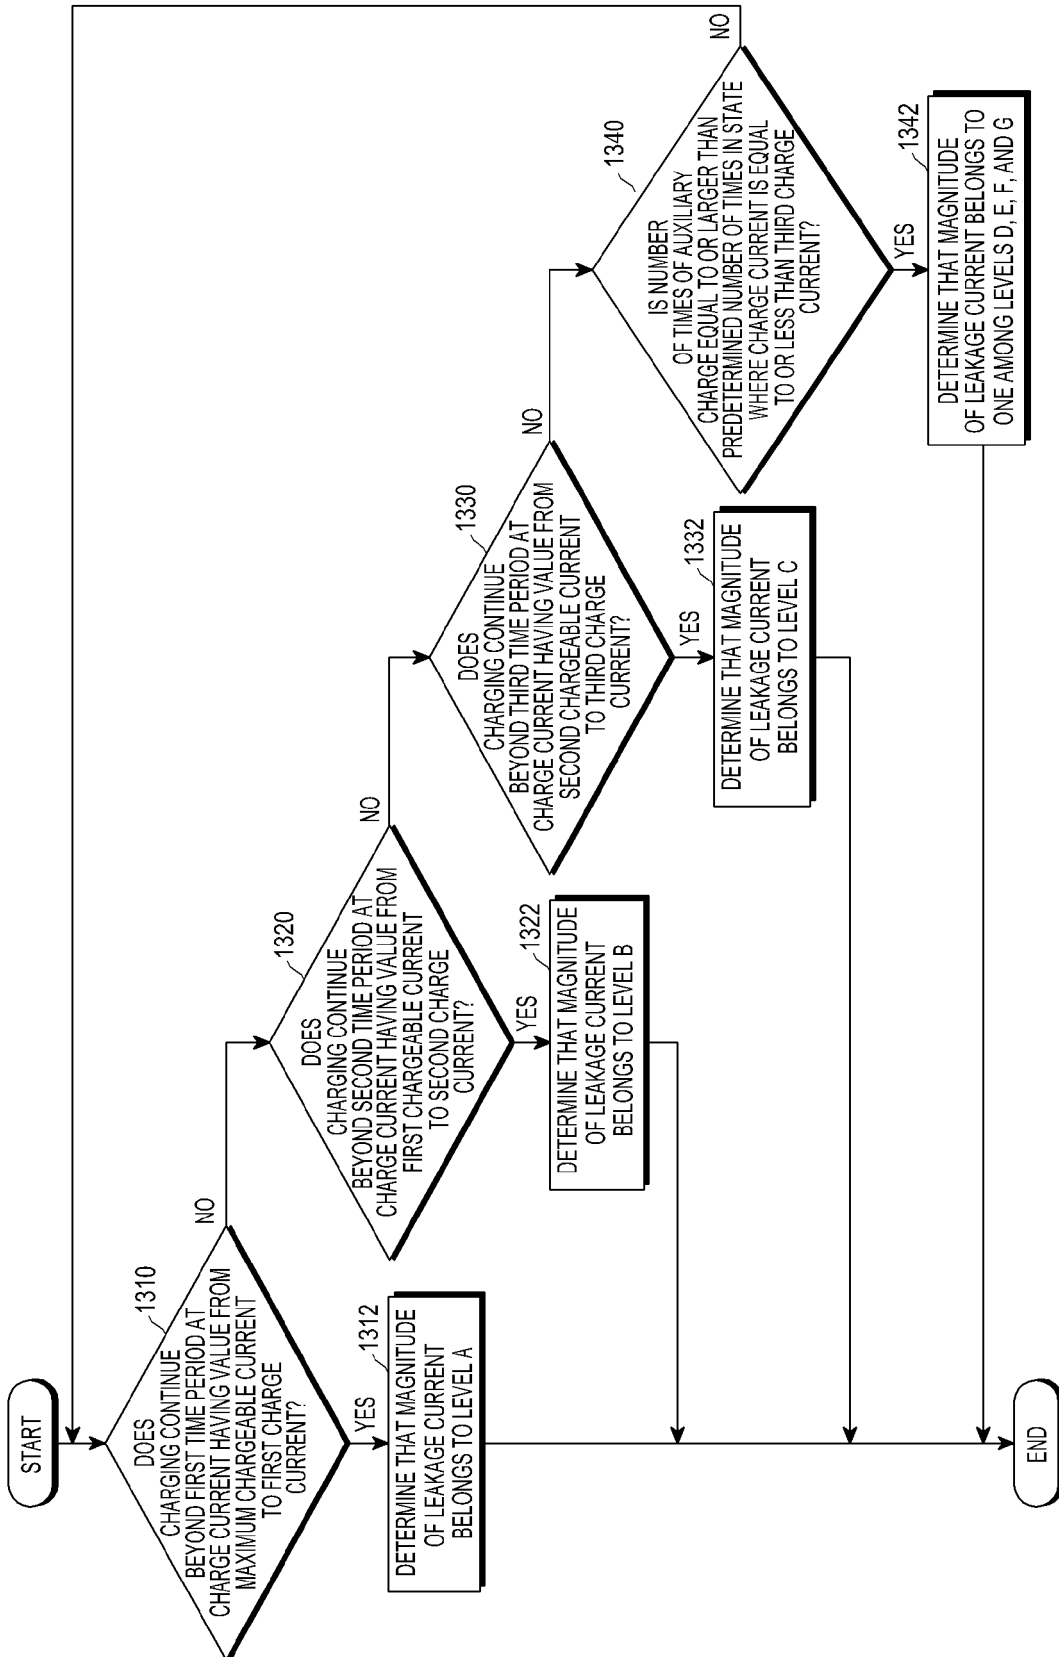 START
1310
DOES
CHARGING CONTINUE
BEYOND FIRST TIME PERIOD AT
CHARGE CURRENT HAVING VALUE FROM
MAXIMUM CHARGEABLE CURRENT
TO FIRST CHARGE
CURRENT?
NO
YES
1312
DETERMINE THAT MAGNITUDE
OF LEAKAGE CURRENT
BELONGS TO LEVEL A
1320
DOES
CHARGING CONTINUE
BEYOND SECOND TIME PERIOD AT
CHARGE CURRENT HAVING VALUE FROM
FIRST CHARGEABLE CURRENT
TO SECOND CHARGE
CURRENT?
NO
YES
1322
DETERMINE THAT MAGNITUDE
OF LEAKAGE CURRENT
BELONGS TO LEVEL B
1330
DOES
CHARGING CONTINUE
BEYOND THIRD TIME PERIOD AT
CHARGE CURRENT HAVING VALUE FROM
SECOND CHARGEABLE CURRENT
TO THIRD CHARGE
CURRENT?
NO
YES
1332
DETERMINE THAT MAGNITUDE
OF LEAKAGE CURRENT
BELONGS TO LEVEL C
1340
IS NUMBER
OF TIMES OF AUXILIARY
CHARGE EQUAL TO OR LARGER THAN
PREDETERMINED NUMBER OF TIMES IN STATE
WHERE CHARGE CURRENT IS EQUAL
TO OR LESS THAN THIRD CHARGE
CURRENT?
NO
YES
1342
DETERMINE THAT MAGNITUDE
OF LEAKAGE CURRENT BELONGS TO
ONE AMONG LEVELS D, E, F, AND G
END